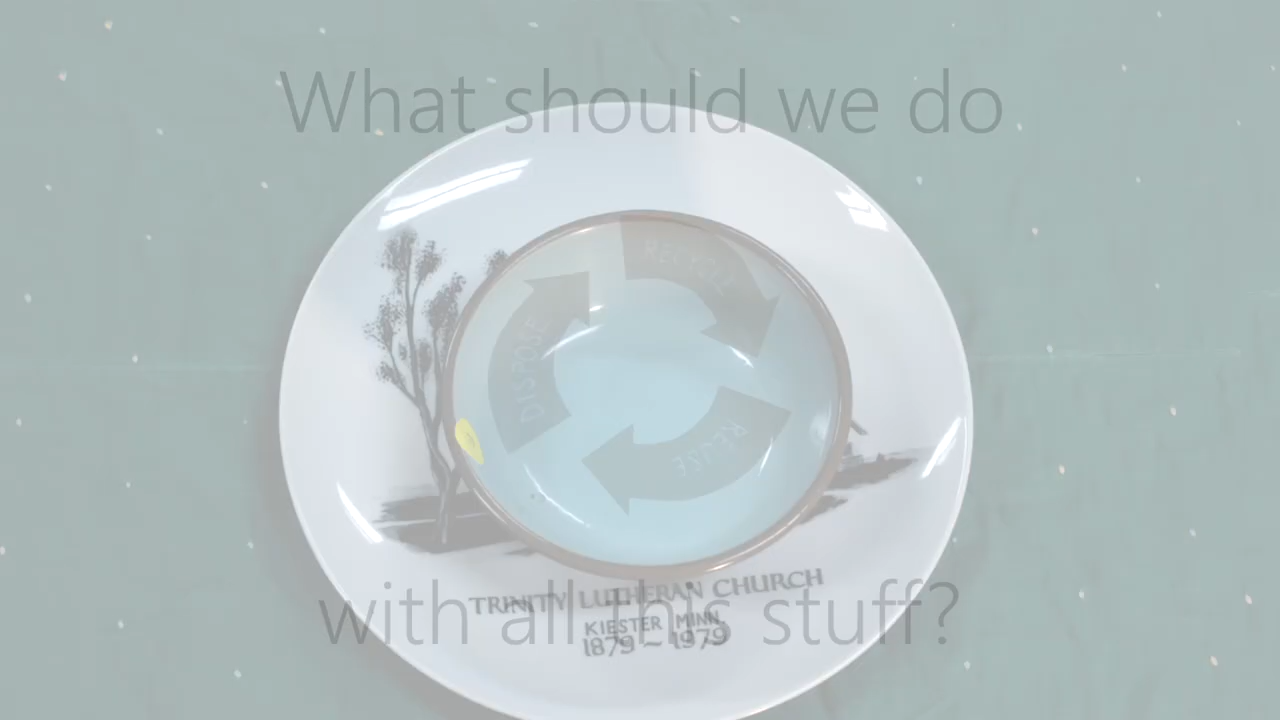 What should we do
RECYCLE
DISPOSE
REUSE
TRINITY LUTHERAN CHURCH
with all this stuff?
KIESTER MINN.
1879 ~ 1979